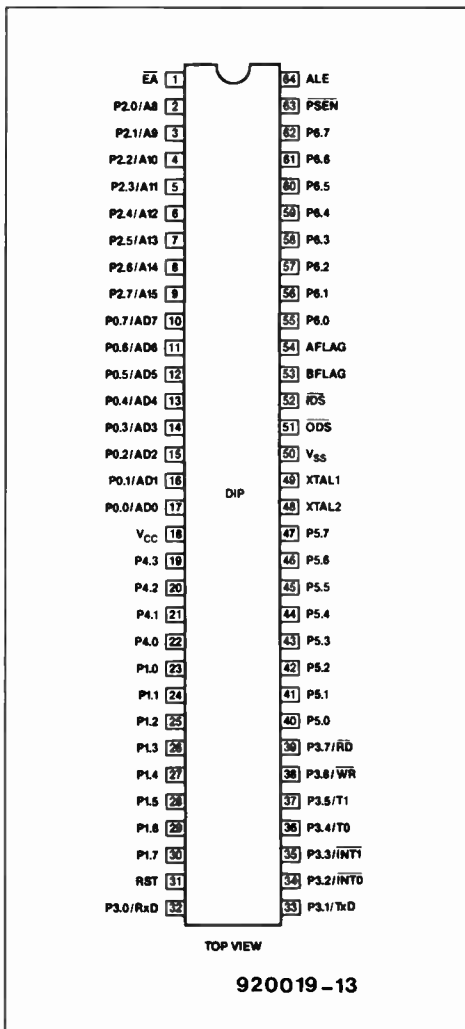 E̅A̅ 1 64 ALE
P2.0/A8 2 63 P̅S̅E̅N̅
P2.1/A9 3 62 P6.7
P2.2/A10 4 61 P6.6
P2.3/A11 5 60 P6.5
P2.4/A12 6 59 P6.4
P2.5/A13 7 58 P6.3
P2.6/A14 8 57 P6.2
P2.7/A15 9 56 P6.1
P0.7/AD7 10 55 P6.0
P0.6/AD6 11 54 AFLAG
P0.5/AD5 12 53 BFLAG
P0.4/AD4 13 52 I̅D̅S̅
P0.3/AD3 14 51 O̅D̅S̅
P0.2/AD2 15 50 VSS
P0.1/AD1 16 49 XTAL1
P0.0/AD0 17 DIP 48 XTAL2
VCC 18 47 P5.7
P4.3 19 46 P5.6
P4.2 20 45 P5.5
P4.1 21 44 P5.4
P4.0 22 43 P5.3
P1.0 23 42 P5.2
P1.1 24 41 P5.1
P1.2 25 40 P5.0
P1.3 26 39 P3.7/R̅D̅
P1.4 27 38 P3.6/W̅R̅
P1.5 28 37 P3.5/T1
P1.6 29 36 P3.4/T0
P1.7 30 35 P3.3/I̅N̅T̅1̅
RST 31 34 P3.2/I̅N̅T̅0̅
P3.0/RxD 32 33 P3.1/TxD
TOP VIEW
920019-13